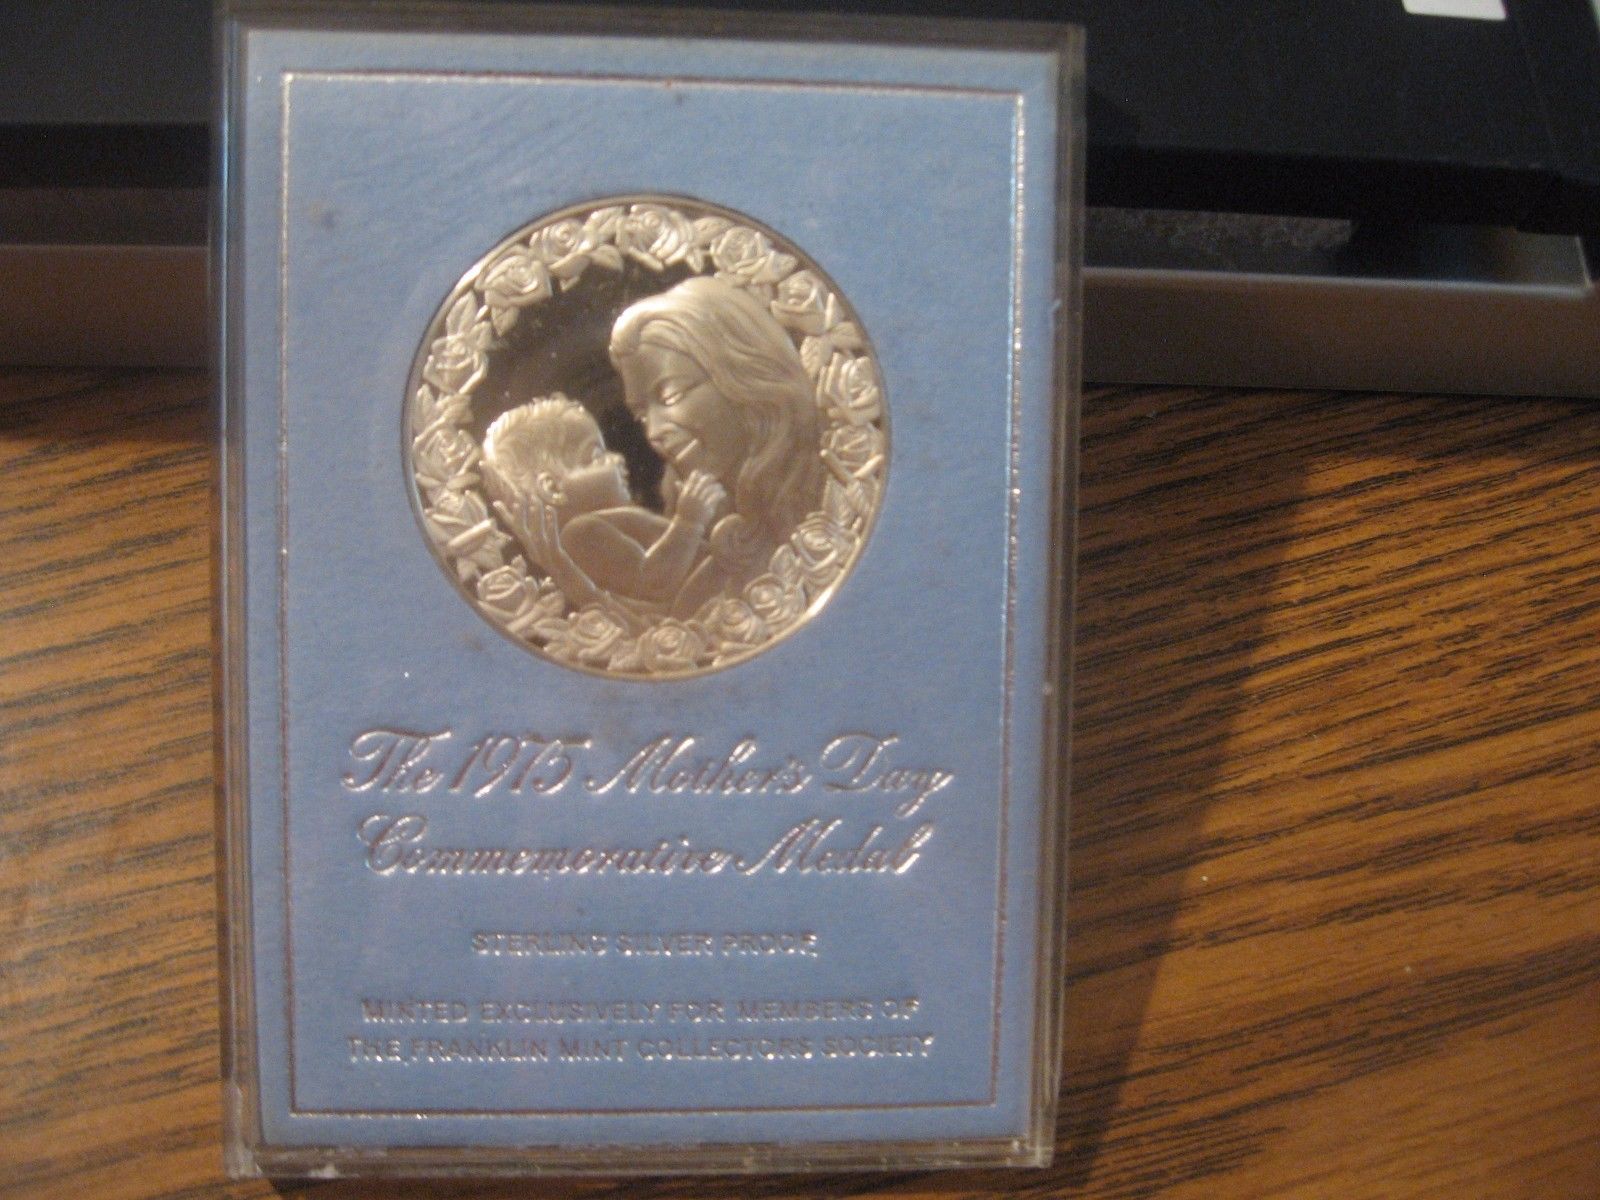 The 1975 Mother's Day
Commemorative Medal
STERLING SILVER PROOF
MINTED EXCLUSIVELY FOR MEMBERS OF
THE FRANKLIN MINT COLLECTORS SOCIETY